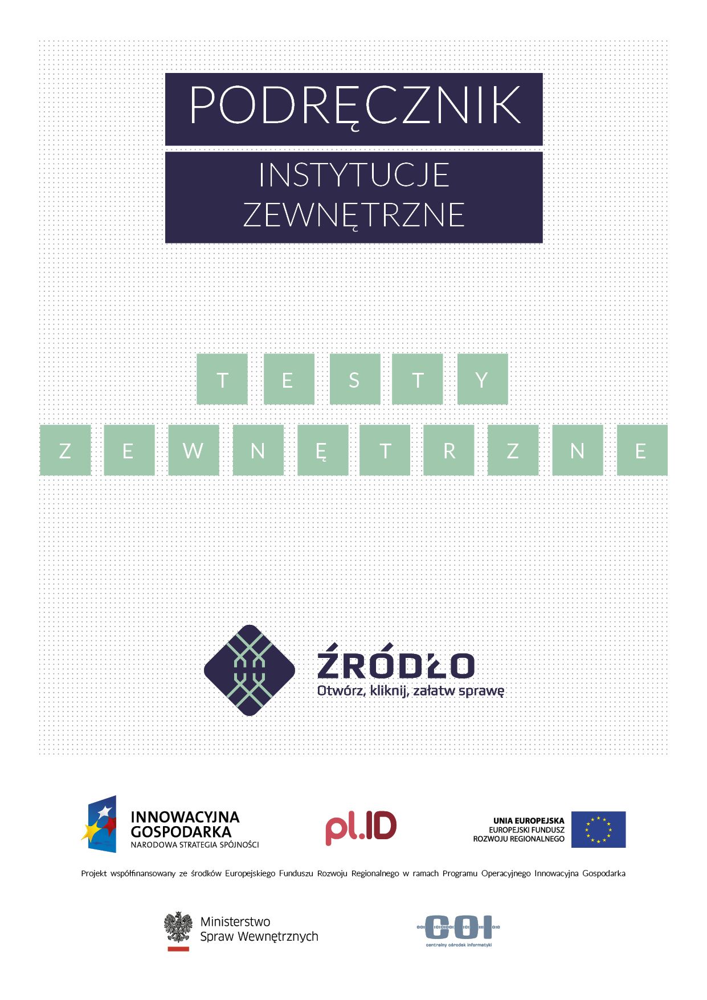 PODRĘCZNIK
INSTYTUCJE
ZEWNĘTRZNE
TESTY
ZEWNĘTRZNE
ŹRÓDŁO
Otwórz, kliknij, załatw sprawę
INNOWACYJNA
GOSPODARKA
NARODOWA STRATEGIA SPÓJNOŚCI
pl.ID
UNIA EUROPEJSKA
EUROPEJSKI FUNDUSZ
ROZWOJU REGIONALNEGO
Projekt współfinansowany ze środków Europejskiego Funduszu Rozwoju Regionalnego w ramach Programu Operacyjnego Innowacyjna Gospodarka
Ministerstwo
Spraw Wewnętrznych
COI
centralny ośrodek informatyki